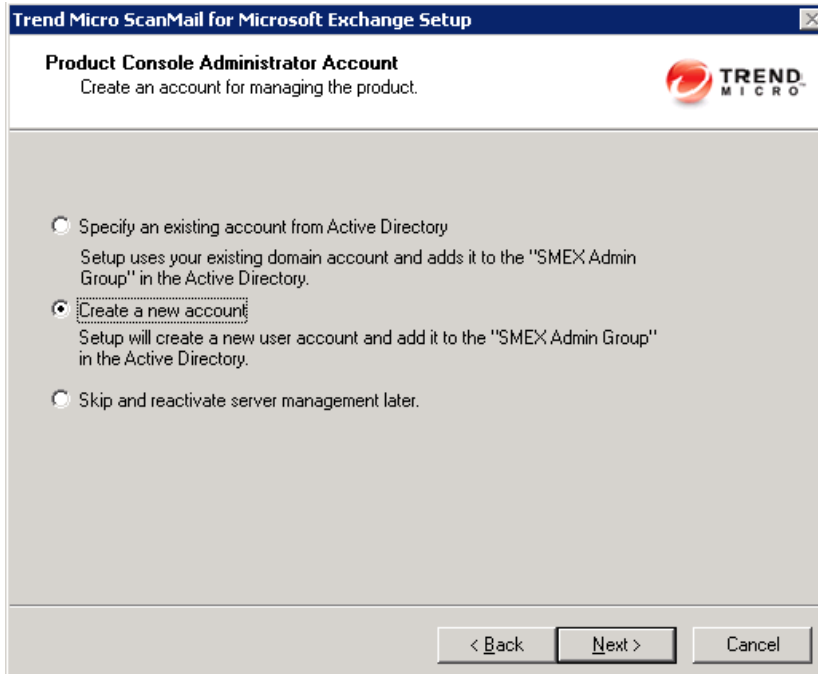 Trend Micro ScanMail for Microsoft Exchange Setup
Product Console Administrator Account
Create an account for managing the product.
TREND
MICRO
Specify an existing account from Active Directory
Setup uses your existing domain account and adds it to the "SMEX Admin
Group" in the Active Directory.
Create a new account
Setup will create a new user account and add it to the "SMEX Admin Group"
in the Active Directory.
Skip and reactivate server management later.
< Back
Next >
Cancel